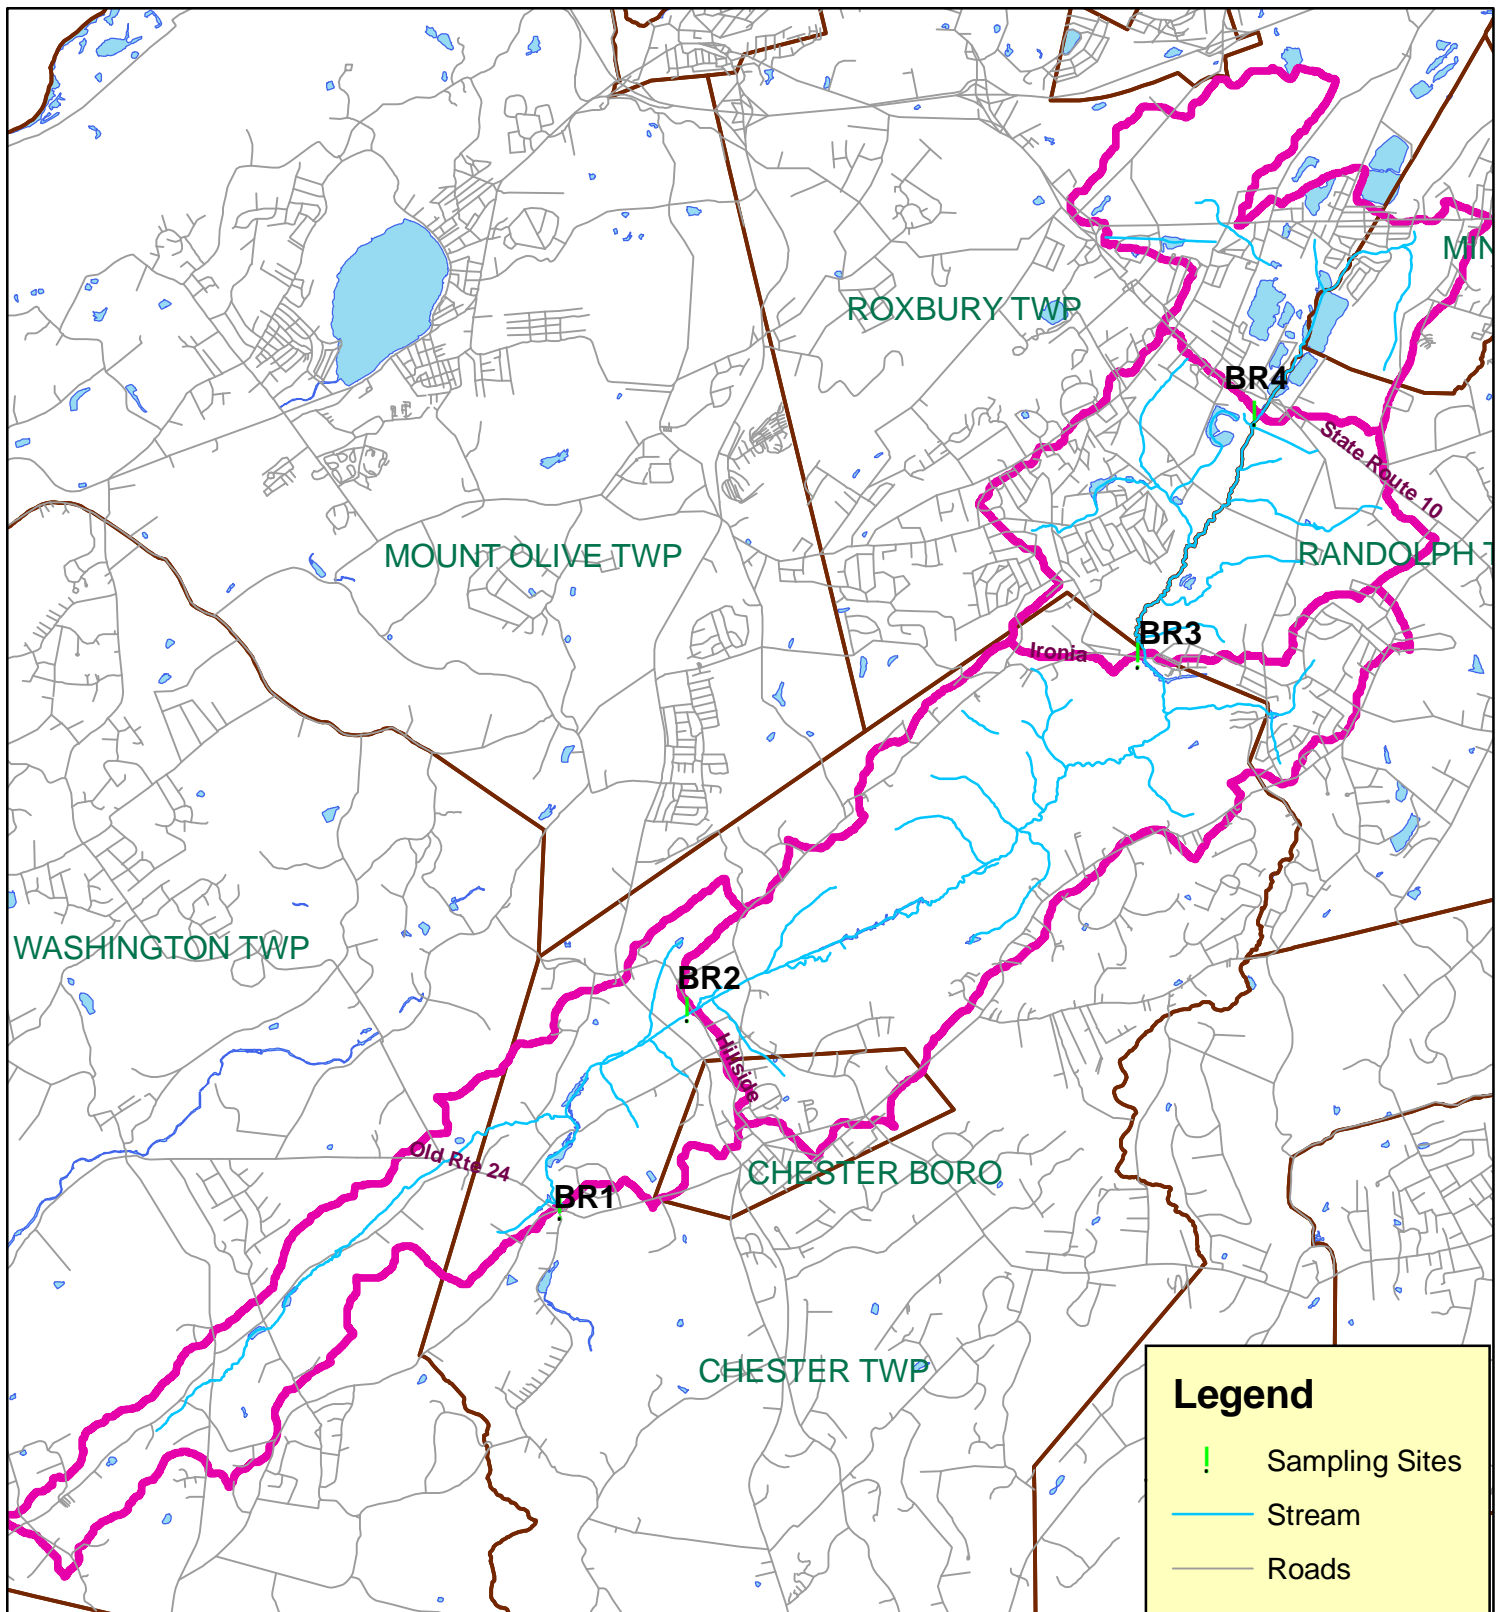 ROXBURY TWP
MIN
BR4
State Route 10
MOUNT OLIVE TWP
RANDOLPH T
BR3
Ironia
WASHINGTON TWP
BR2
Hillside
Old Rte 24
CHESTER BORO
BR1
CHESTER TWP
Legend
Sampling Sites
Stream
Roads